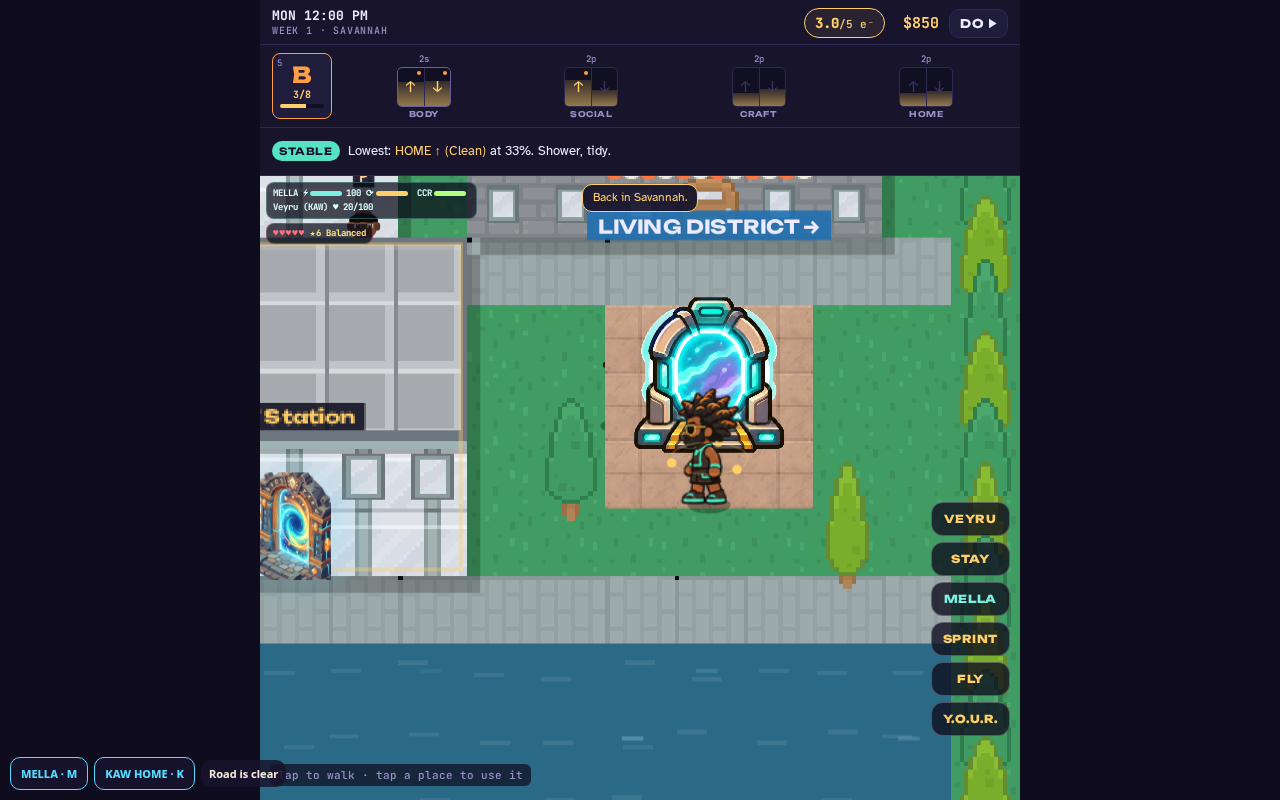 MON 12:00 PM
WEEK 1 · SAVANNAH
3.0/5 e⁻
$850
DO ▶
5
B
3/8
2s
↑ ↓
BODY
2p
↑ ↓
SOCIAL
2p
↑ ↓
CRAFT
2p
↑ ↓
HOME
STABLE
Lowest: HOME ↑ (Clean) at 33%. Shower, tidy.
MELLA ⚡ 100 ⟳ CCR
Veyru (KAW) ♥ 20/100
♥♥♥♥♥ ★6 Balanced
P
Back in Savannah.
LIVING DISTRICT →
Station
VEYRU
STAY
MELLA
SPRINT
FLY
Y.O.U.R.
MELLA · M
KAW HOME · K
Road is clear
ap to walk · tap a place to use it